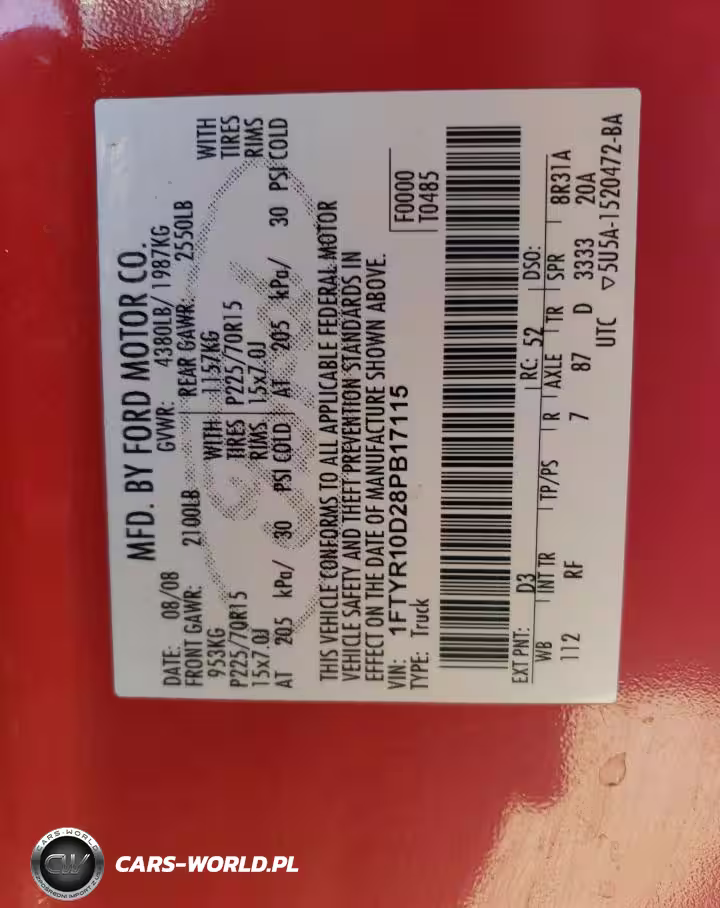 MFD. BY FORD MOTOR CO.
DATE: 08/08 GVWR: 4380LB/ 1987KG
FRONT GAWR: 2100LB REAR GAWR: 2550LB
953KG WITH 1157KG WITH
P225/70R15 TIRES P225/70R15 TIRES
15x7.0J RIMS 15x7.0J RIMS
AT 205 kPa/ 30 PSI COLD AT 205 kPa/ 30 PSI COLD
THIS VEHICLE CONFORMS TO ALL APPLICABLE FEDERAL MOTOR
VEHICLE SAFETY AND THEFT PREVENTION STANDARDS IN
EFFECT ON THE DATE OF MANUFACTURE SHOWN ABOVE.
VIN: 1FTYR10D28PB17115
TYPE: Truck
F0000
T0485
EXT PNT: D3 RC: 52 DSO:
WB INT TR TP/PS R AXLE TR SPR 8R31A
112 RF 7 87 D 3333 20A
UTC ▽5U5A-1520472-BA
CARS-WORLD
CW
CARS-WORLD.PL